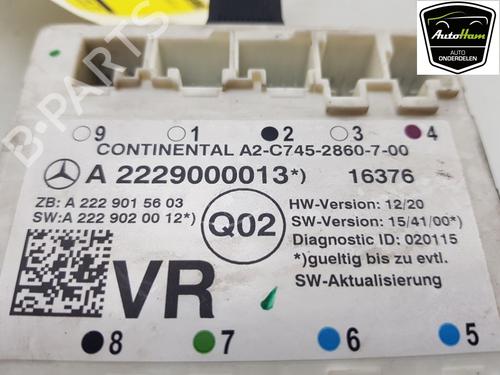 AutoHam
AUTO
ONDERDELEN
B-PARTS
9 1 2 3 4
CONTINENTAL A2-C745-2860-7-00
A 2229000013*) 16376
ZB: A 222 901 56 03
SW:A 222 902 00 12*)
Q02
HW-Version: 12/20
SW-Version: 15/41/00*)
Diagnostic ID: 020115
*)gueltig bis zu evtl.
SW-Aktualisierung
VR
8 7 6 5